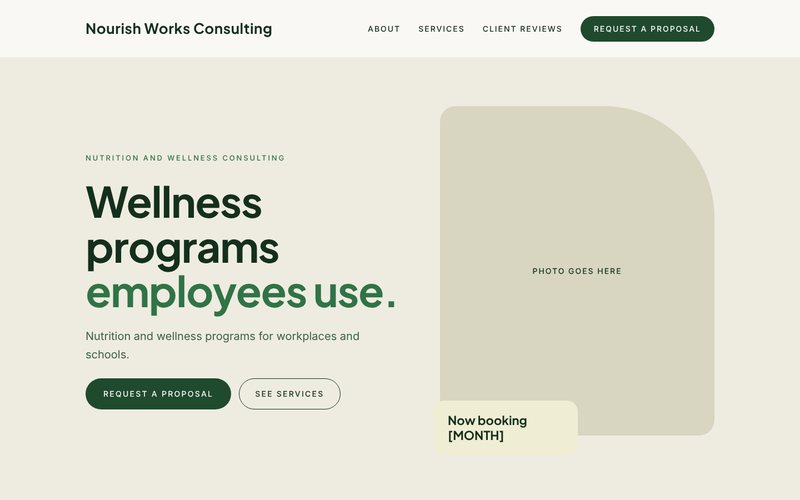 Nourish Works Consulting
ABOUT
SERVICES
CLIENT REVIEWS
REQUEST A PROPOSAL
NUTRITION AND WELLNESS CONSULTING
Wellness
programs
employees use.
Nutrition and wellness programs for workplaces and
schools.
REQUEST A PROPOSAL
SEE SERVICES
PHOTO GOES HERE
Now booking
[MONTH]